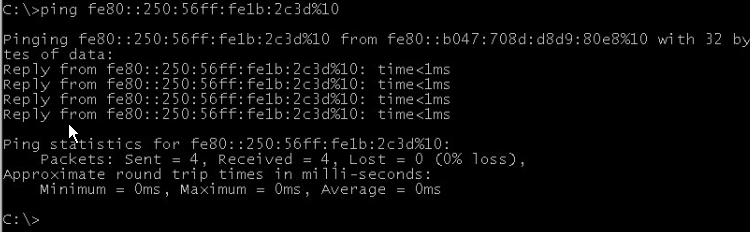 C:\>ping fe80::250:56ff:fe1b:2c3d%10
Pinging fe80::250:56ff:fe1b:2c3d%10 from fe80::b047:708d:d8d9:80e8%10 with 32 by
tes of data:
Reply from fe80::250:56ff:fe1b:2c3d%10: time<1ms
Reply from fe80::250:56ff:fe1b:2c3d%10: time<1ms
Reply from fe80::250:56ff:fe1b:2c3d%10: time<1ms
Reply from fe80::250:56ff:fe1b:2c3d%10: time<1ms
Ping statistics for fe80::250:56ff:fe1b:2c3d%10:
    Packets: Sent = 4, Received = 4, Lost = 0 (0% loss),
Approximate round trip times in milli-seconds:
    Minimum = 0ms, Maximum = 0ms, Average = 0ms
C:\>